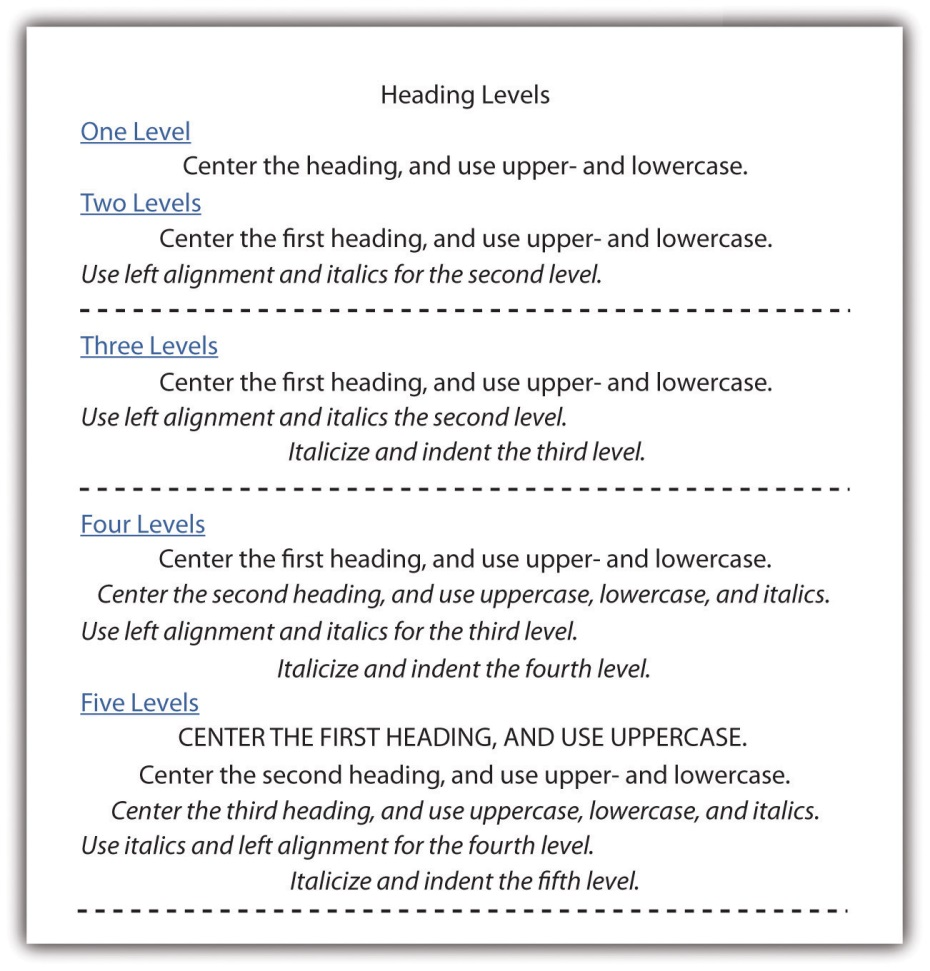 Heading Levels
One Level
Center the heading, and use upper- and lowercase.
Two Levels
Center the first heading, and use upper- and lowercase.
Use left alignment and italics for the second level.
Three Levels
Center the first heading, and use upper- and lowercase.
Use left alignment and italics the second level.
Italicize and indent the third level.
Four Levels
Center the first heading, and use upper- and lowercase.
Center the second heading, and use uppercase, lowercase, and italics.
Use left alignment and italics for the third level.
Italicize and indent the fourth level.
Five Levels
CENTER THE FIRST HEADING, AND USE UPPERCASE.
Center the second heading, and use upper- and lowercase.
Center the third heading, and use uppercase, lowercase, and italics.
Use italics and left alignment for the fourth level.
Italicize and indent the fifth level.